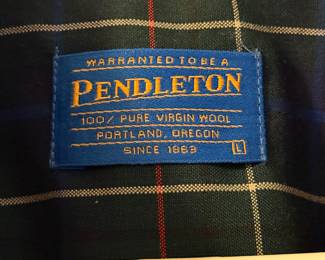 WARRANTED TO BE A
PENDLETON
100% PURE VIRGIN WOOL
PORTLAND, OREGON
SINCE 1863 L